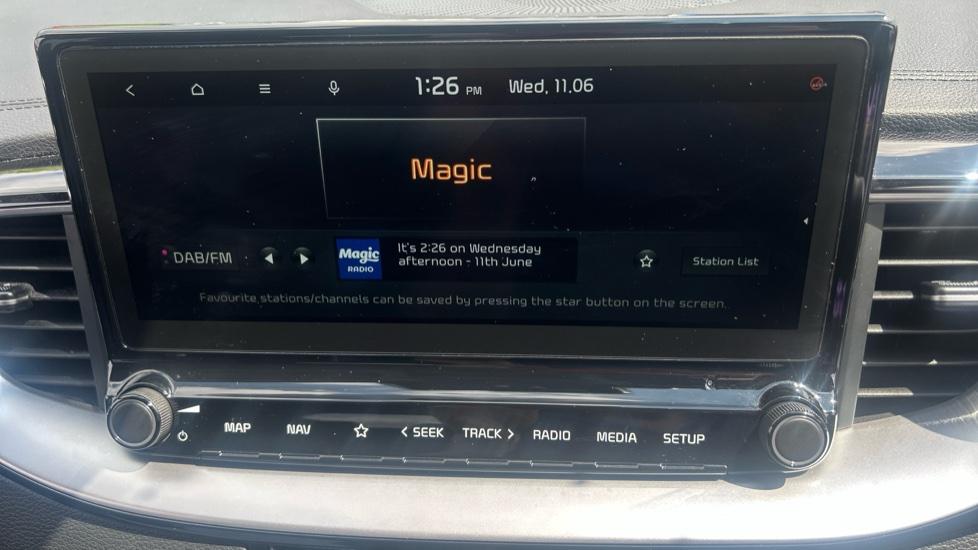 1:26 PM Wed, 11.06
Magic
DAB/FM
Magic
RADIO
It's 2:26 on Wednesday
afternoon - 11th June
Station List
Favourite stations/channels can be saved by pressing the star button on the screen.
MAP NAV < SEEK TRACK > RADIO MEDIA SETUP